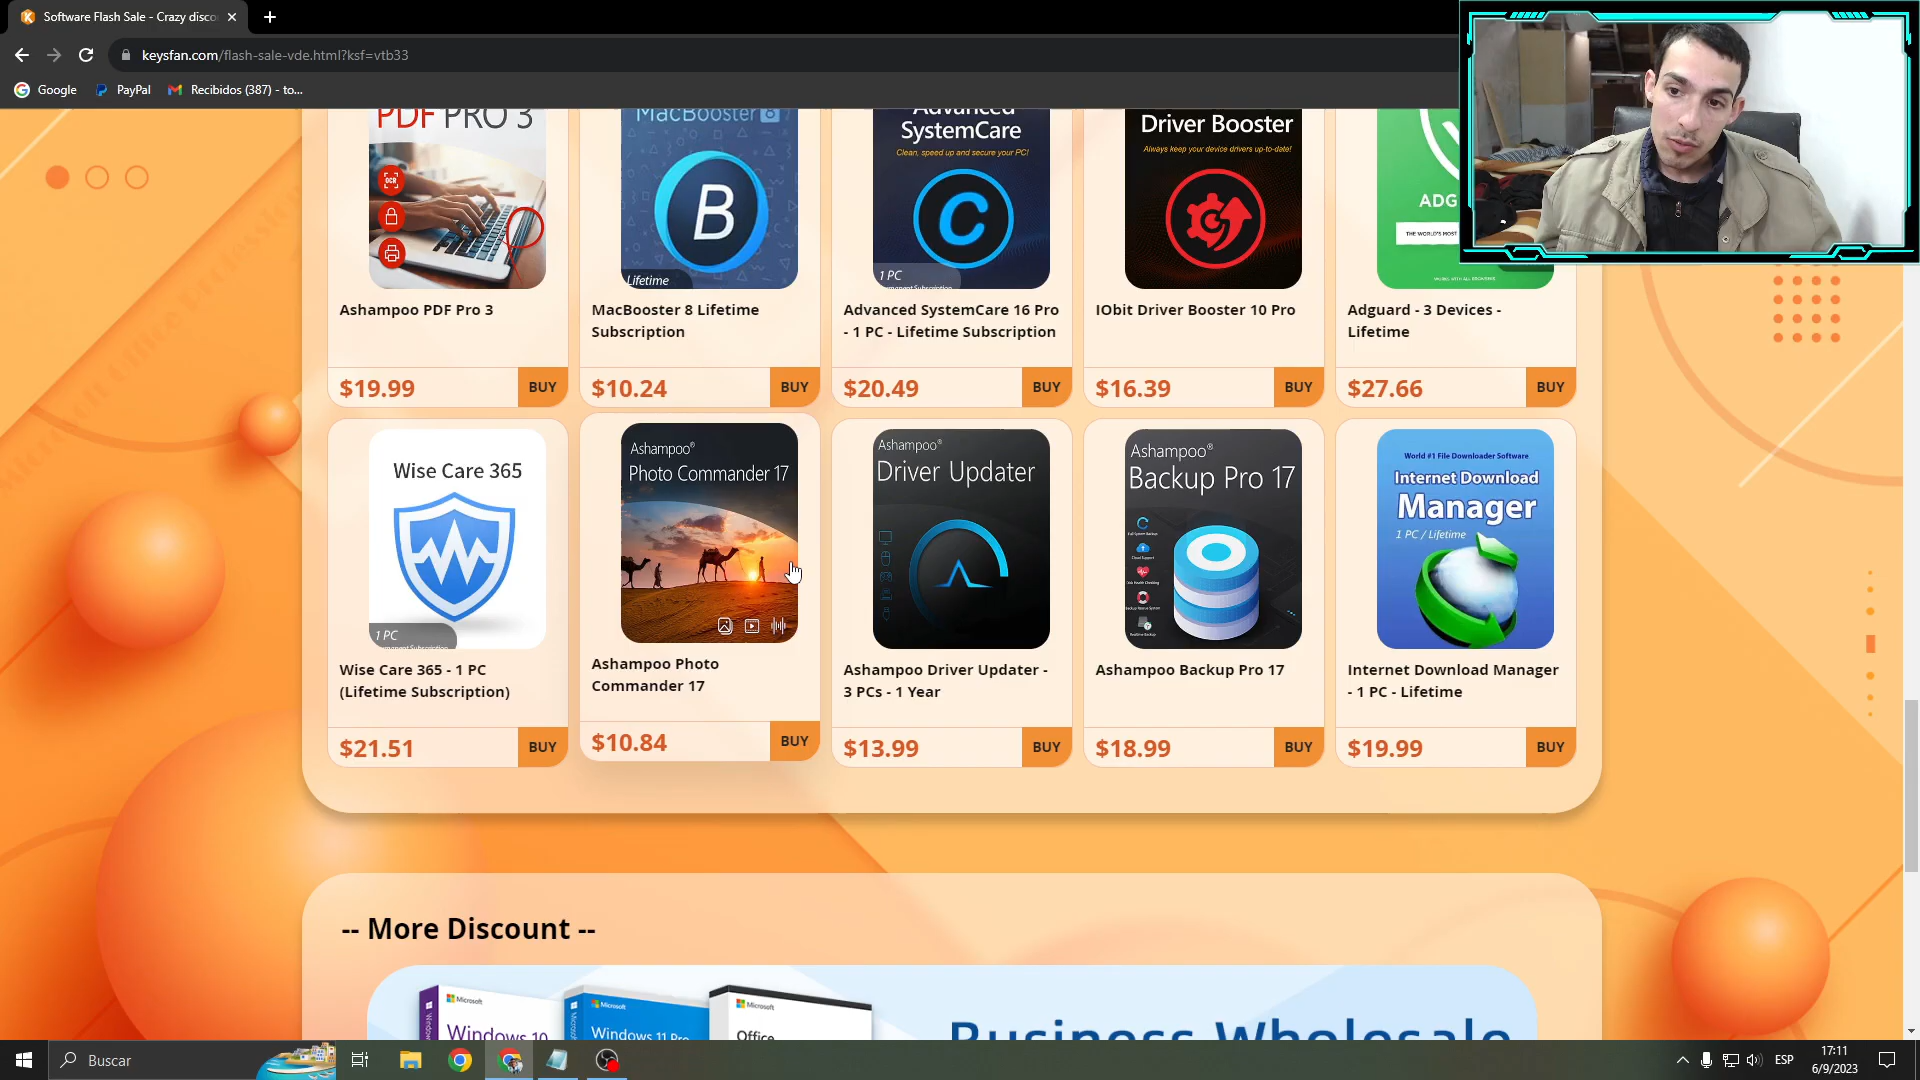 Software Flash Sale - Crazy disco
keysfan.com/flash-sale-vde.html?ksf=vtb33
Google
PayPal
Recibidos (387) - to...
PDF PRO 3
OCR
MacBooster 8
B
Lifetime
Advanced
SystemCare
Clean, speed up and secure your PC!
C
1 PC
Driver Booster
Always keep your device drivers up-to-date!
ADG
Ashampoo PDF Pro 3
MacBooster 8 Lifetime
Subscription
Advanced SystemCare 16 Pro
- 1 PC - Lifetime Subscription
IObit Driver Booster 10 Pro
Adguard - 3 Devices -
Lifetime
$19.99
BUY
$10.24
BUY
$20.49
BUY
$16.39
BUY
$27.66
BUY
Wise Care 365
1 PC
Ashampoo®
Photo Commander 17
Ashampoo®
Driver Updater
Ashampoo®
Backup Pro 17
World #1 File Downloader Software
Internet Download
Manager
1 PC / Lifetime
Wise Care 365 - 1 PC
(Lifetime Subscription)
Ashampoo Photo
Commander 17
Ashampoo Driver Updater -
3 PCs - 1 Year
Ashampoo Backup Pro 17
Internet Download Manager
- 1 PC - Lifetime
$21.51
BUY
$10.84
BUY
$13.99
BUY
$18.99
BUY
$19.99
BUY
-- More Discount --
Microsoft
Windows 10
Microsoft
Windows 11 Pro
Microsoft
Office
Business Wholesale
Buscar
ESP
17:11
6/9/2023